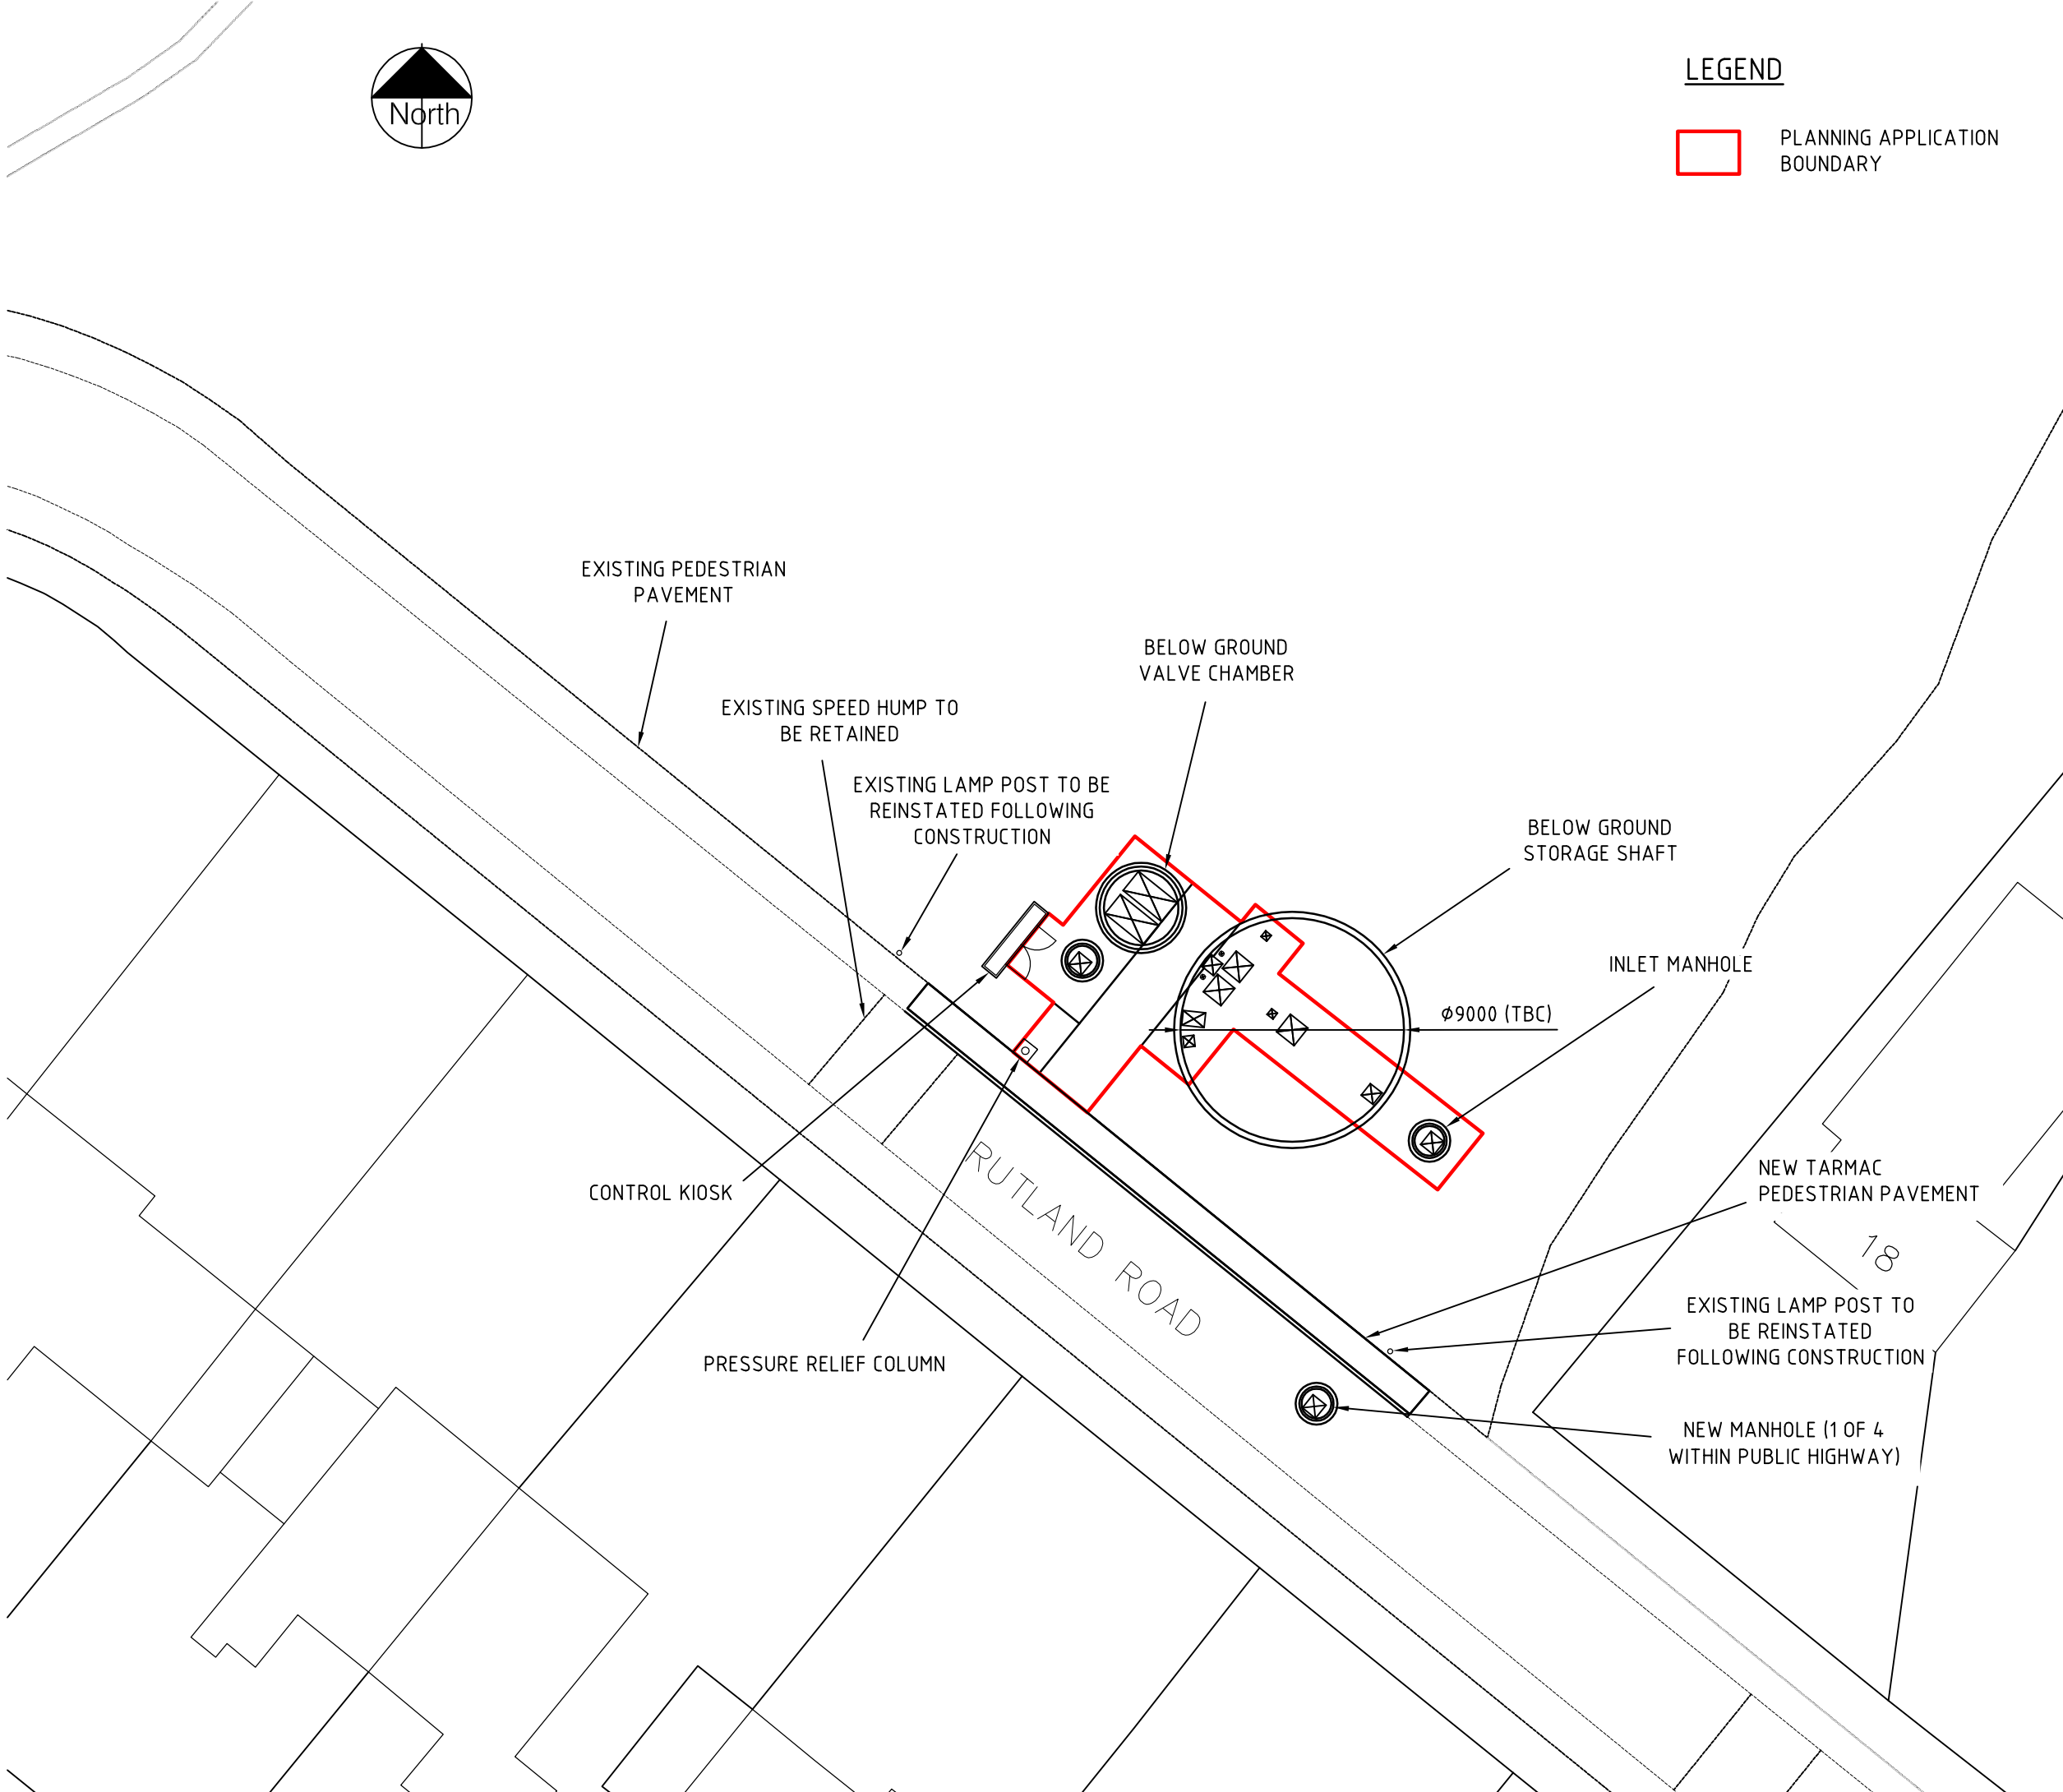 North
LEGEND
PLANNING APPLICATION
BOUNDARY
EXISTING PEDESTRIAN
PAVEMENT
BELOW GROUND
VALVE CHAMBER
EXISTING SPEED HUMP TO
BE RETAINED
EXISTING LAMP POST TO BE
REINSTATED FOLLOWING
CONSTRUCTION
BELOW GROUND
STORAGE SHAFT
INLET MANHOLE
Ø9000 (TBC)
CONTROL KIOSK
RUTLAND ROAD
NEW TARMAC
PEDESTRIAN PAVEMENT
18
EXISTING LAMP POST TO
BE REINSTATED
FOLLOWING CONSTRUCTION
PRESSURE RELIEF COLUMN
NEW MANHOLE (1 OF 4
WITHIN PUBLIC HIGHWAY)